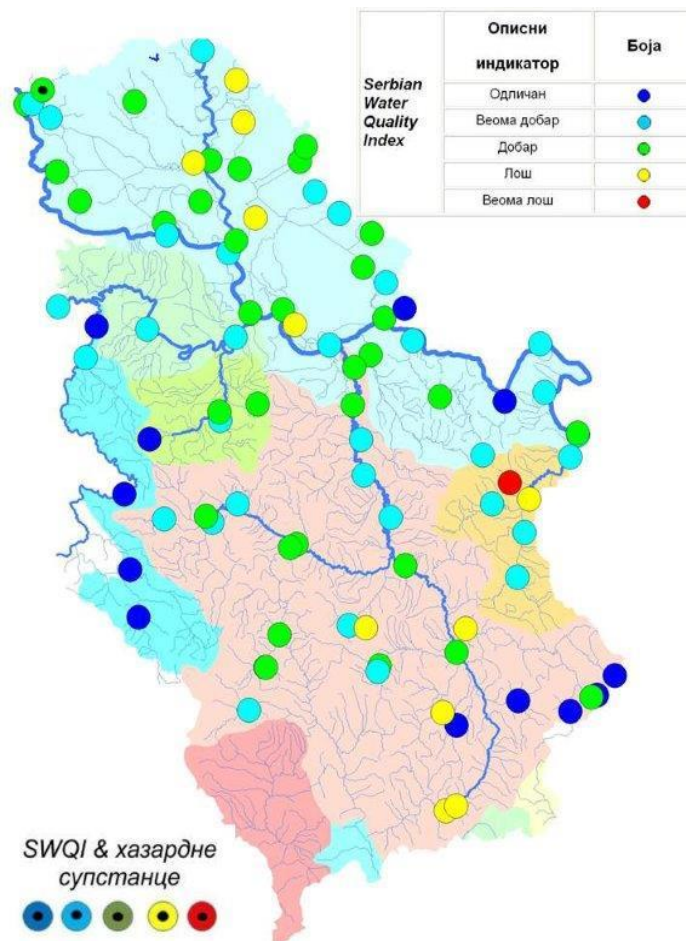 Serbian
Water
Quality
Index
Описни
индикатор
Боја
Одличан
Веома добар
Добар
Лош
Веома лош
SWQI & хазардне
супстанце